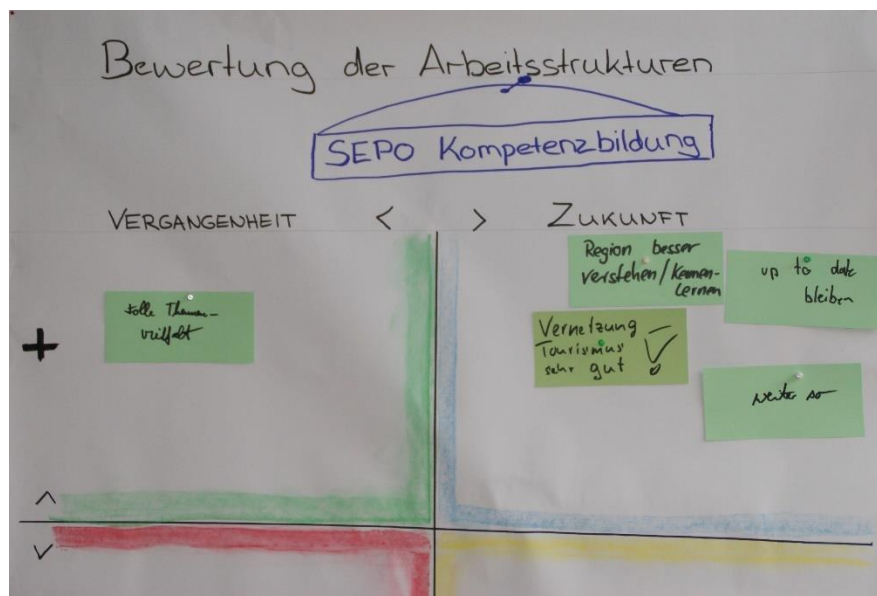 Bewertung der Arbeitsstrukturen
SEPO Kompetenzbildung
VERGANGENHEIT < > ZUKUNFT
+
tolle Themen-
vielfalt
Region besser
verstehen/kennen-
lernen
up to date
bleiben
Vernetzung –
Tourismus
sehr gut
weiter so
^
v